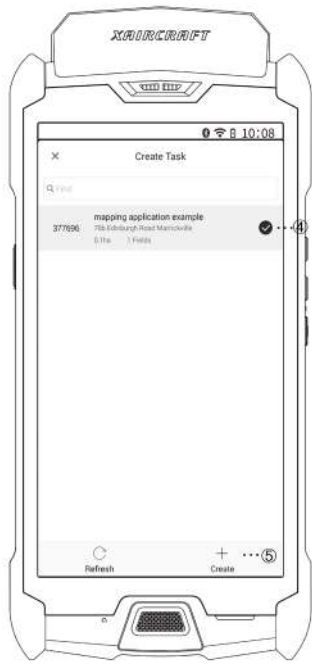 XAIRCRAFT
10:08
× Create Task
Find
mapping application example
377696
76b Edinburgh Road Marrickville
0.1ha 1 Fields
④
⑤
Refresh
Create